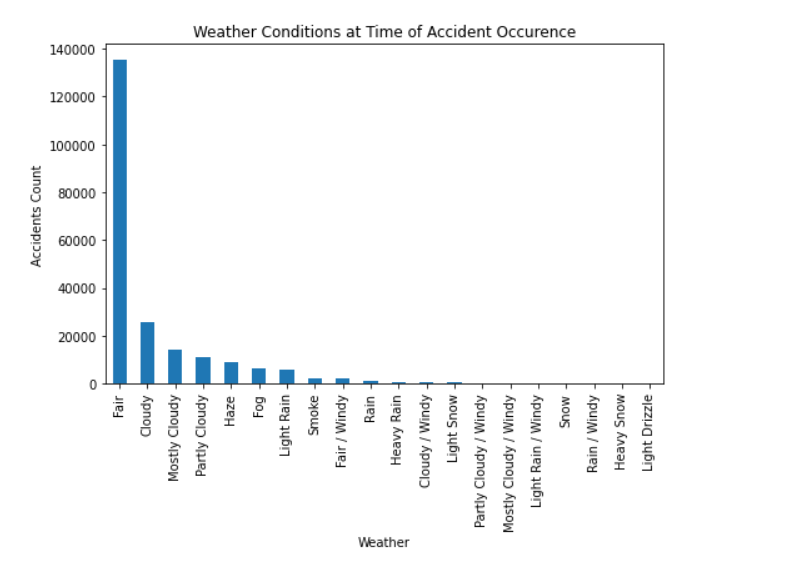 Weather Conditions at Time of Accident Occurence
140000
120000
100000
80000
60000
40000
20000
0
Accidents Count
Fair
Cloudy
Mostly Cloudy
Partly Cloudy
Haze
Fog
Light Rain
Smoke
Fair / Windy
Rain
Heavy Rain
Cloudy / Windy
Light Snow
Partly Cloudy / Windy
Mostly Cloudy / Windy
Light Rain / Windy
Snow
Rain / Windy
Heavy Snow
Light Drizzle
Weather